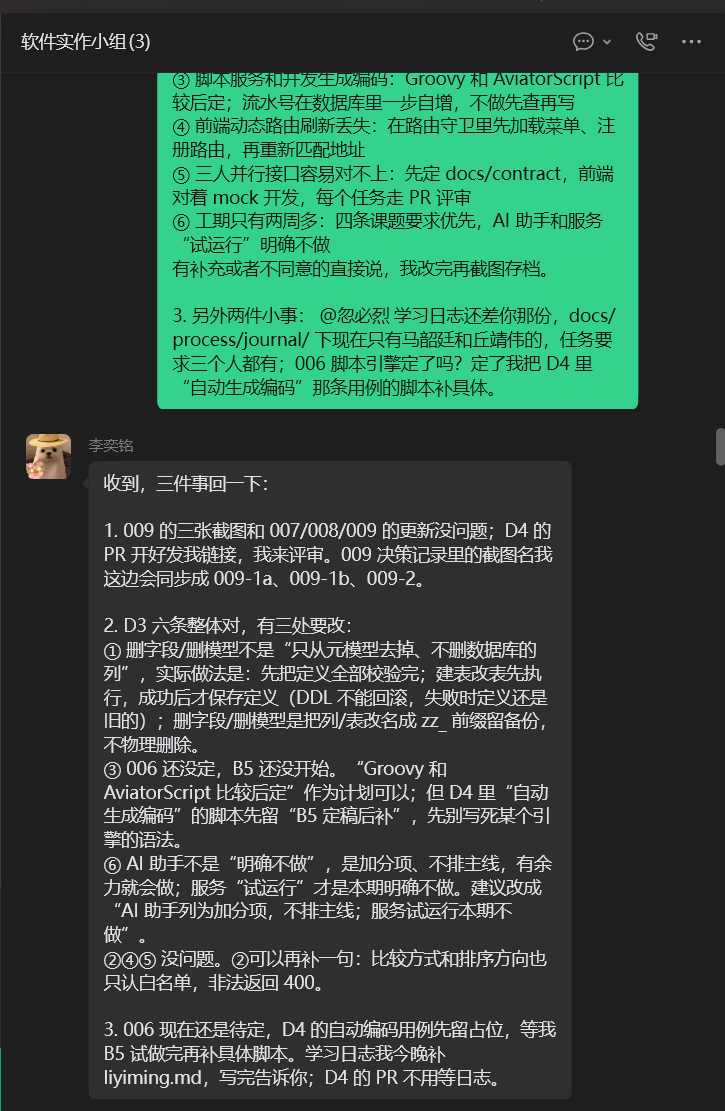 软件实作小组(3)
③ 脚本服务和开发生成编码：Groovy 和 AviatorScript 比
较后定；流水号在数据库里一步自增，不做先查再写
④ 前端动态路由刷新丢失：在路由守卫里先加载菜单、注
册路由，再重新匹配地址
⑤ 三人并行接口容易对不上：先定 docs/contract，前端
对着 mock 开发，每个任务走 PR 评审
⑥ 工期只有两周多：四条课题要求优先，AI 助手和服务
“试运行”明确不做
有补充或者不同意的直接说，我改完再截图存档。
3. 另外两件小事： @忽必烈 学习日志还差你那份，docs/
process/journal/ 下现在只有马韶廷和丘靖伟的，任务要
求三个人都有；006 脚本引擎定了吗？定了我把 D4 里
“自动生成编码”那条用例的脚本补具体。
李奕铭
收到，三件事回一下：
1. 009 的三张截图和 007/008/009 的更新没问题；D4 的
PR 开好发我链接，我来评审。009 决策记录里的截图名我
这边会同步成 009-1a、009-1b、009-2。
2. D3 六条整体对，有三处要改：
① 删字段/删模型不是“只从元模型去掉、不删数据库的
列”，实际做法是：先把定义全部校验完；建表改表先执
行，成功后才保存定义（DDL 不能回滚，失败时定义还是
旧的）；删字段/删模型是把列/表改名成 zz_ 前缀留备份，
不物理删除。
③ 006 还没定，B5 还没开始。“Groovy 和
AviatorScript 比较后定”作为计划可以；但 D4 里“自动
生成编码”的脚本先留“B5 定稿后补”，先别写死某个引
擎的语法。
⑥ AI 助手不是“明确不做”，是加分项、不排主线，有余
力就会做；服务“试运行”才是本期明确不做。建议改成
“AI 助手列为加分项，不排主线；服务试运行本期不
做”。
②④⑤ 没问题。②可以再补一句：比较方式和排序方向也
只认白名单，非法返回 400。
3. 006 现在还是待定，D4 的自动编码用例先留占位，等我
B5 试做完再补具体脚本。学习日志我今晚补
liyiming.md，写完告诉你；D4 的 PR 不用等日志。